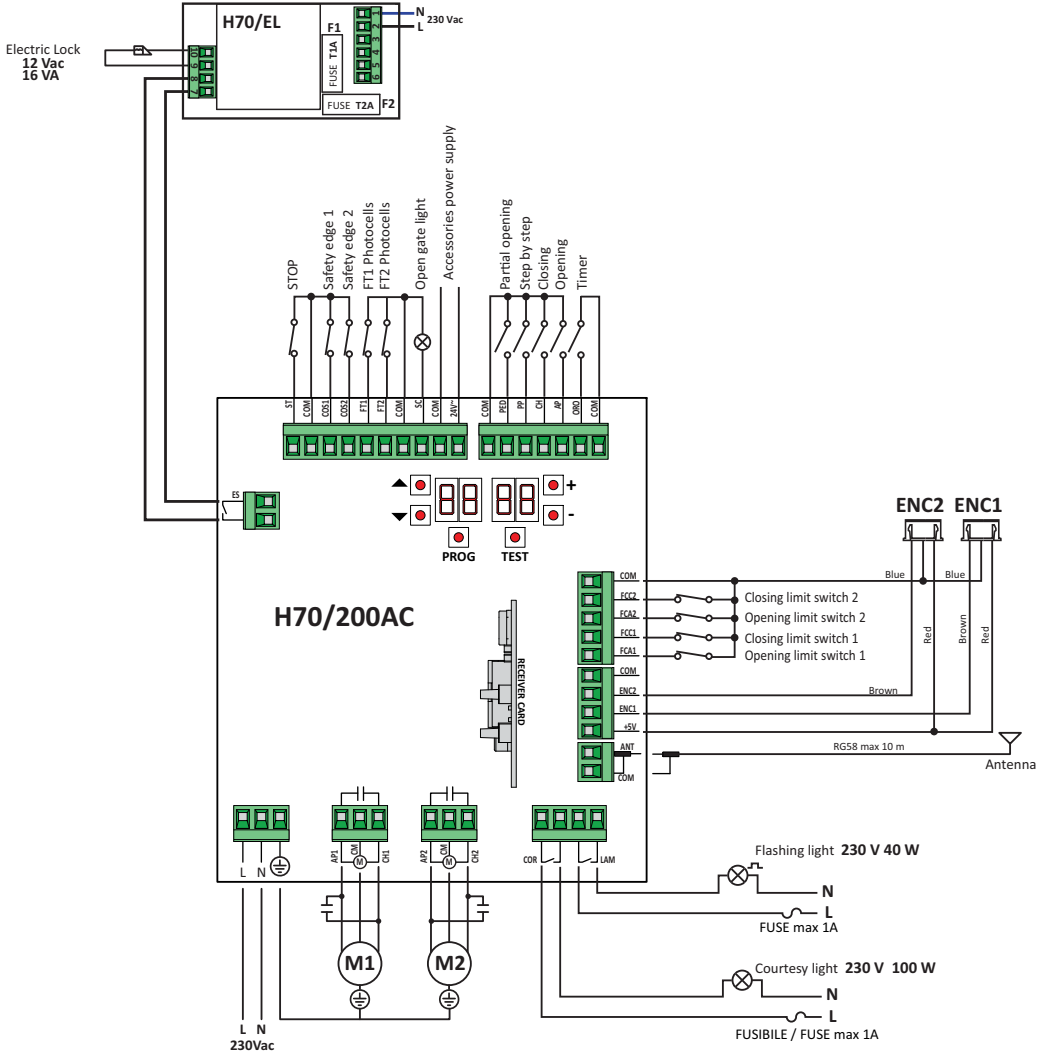 H70/EL
F1
FUSE T1A
FUSE T2A F2
1
2
3
4
5
6
N
L
230 Vac
Electric Lock
12 Vac
16 VA
10
9
8
7
STOP
Safety edge 1
Safety edge 2
FT1 Photocells
FT2 Photocells
Open gate light
Accessories power supply
Partial opening
Step by step
Closing
Opening
Timer
ST
COM
COS1
COS2
FT1
FT2
COM
SC
COM
24V~
COM
PED
PP
CH
AP
ORO
COM
ES
+
-
PROG
TEST
H70/200AC
RECEIVER CARD
ENC2 ENC1
Blue
Blue
Red
Brown
Red
Brown
COM
FCC2
FCA2
FCC1
FCA1
Closing limit switch 2
Opening limit switch 2
Closing limit switch 1
Opening limit switch 1
COM
ENC2
ENC1
+5V
ANT
COM
RG58 max 10 m
Antenna
L N
AP1
CM
M
CH1
AP2
CM
M
CH2
COR
LAM
M1
M2
L N
230Vac
Flashing light 230 V 40 W
N
L
FUSE max 1A
Courtesy light 230 V 100 W
N
L
FUSIBILE / FUSE max 1A